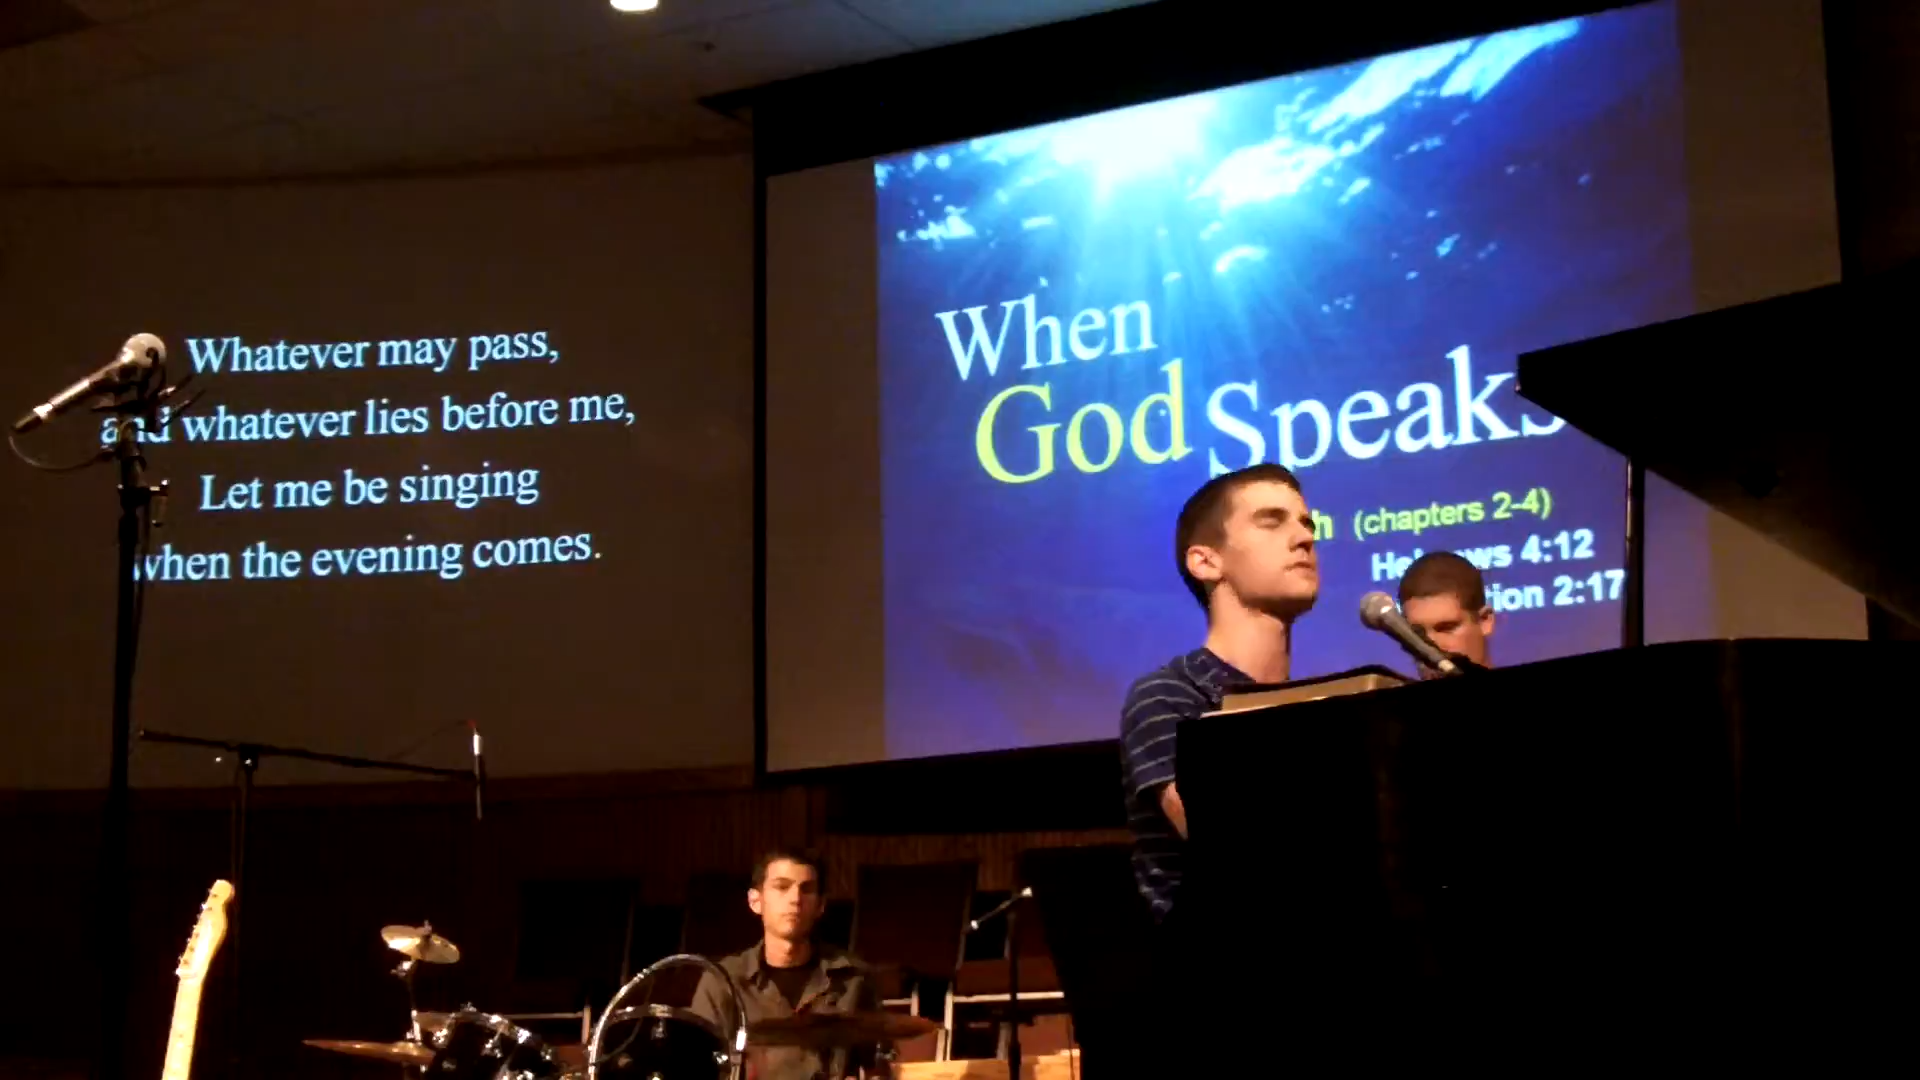 Whatever may pass,
and whatever lies before me,
Let me be singing
when the evening comes.
When
God Speaks
(chapters 2-4)
4:12
2:17